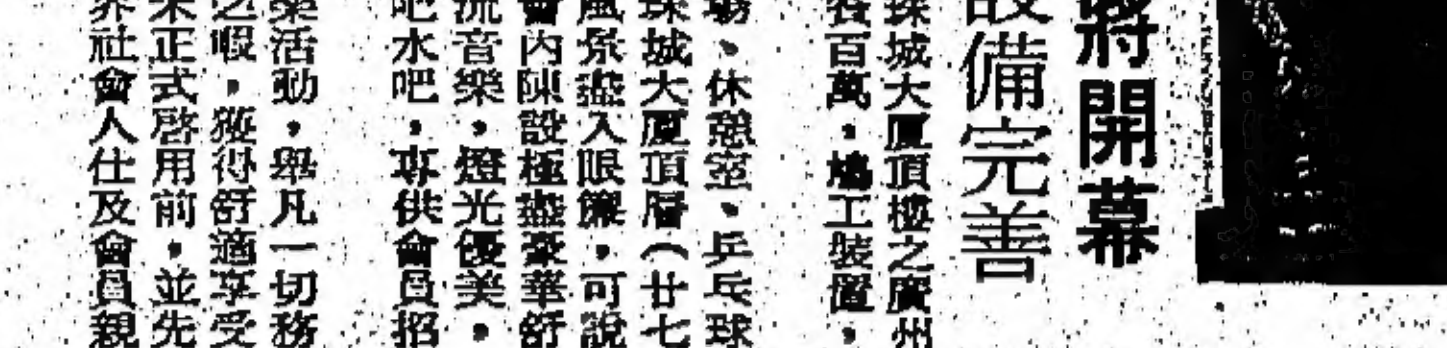 將開幕
設備完善
珠城大厦頂樓之廣州
資百萬，鳩工裝置，
場、休憩室、乒乓球
珠城大厦頂層（廿七
風景盡入眼簾，可說
會內陳設極盡豪華舒
流音樂，燈光優美。
吧水吧，專供會員招
樂活動，舉凡一切務
之暇，獲得舒適享受
未正式啓用前，並先
界社會人仕及會員親